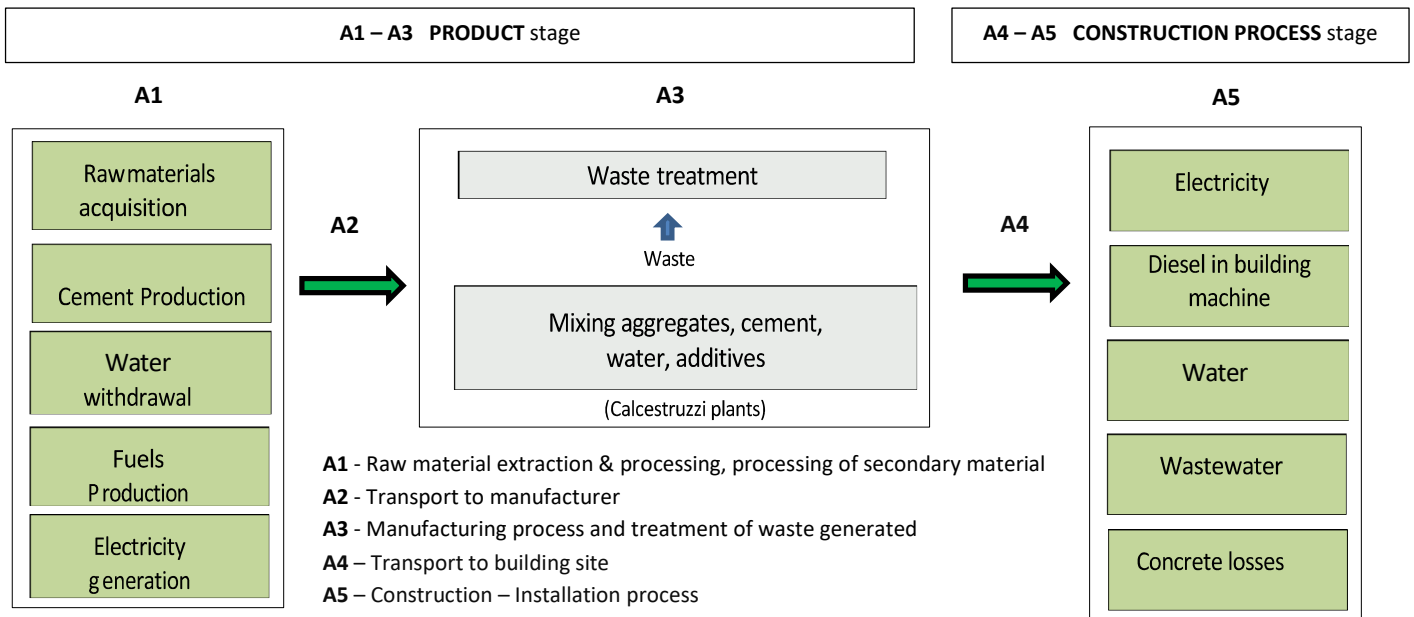 A1 – A3 PRODUCT stage
A4 – A5 CONSTRUCTION PROCESS stage
A1
Rawmaterials
acquisition
Cement Production
Water
withdrawal
Fuels
Production
Electricity
generation
A2
A3
Waste treatment
Waste
Mixing aggregates, cement,
water, additives
(Calcestruzzi plants)
A4
A5
Electricity
Diesel in building
machine
Water
Wastewater
Concrete losses
A1 - Raw material extraction & processing, processing of secondary material
A2 - Transport to manufacturer
A3 - Manufacturing process and treatment of waste generated
A4 – Transport to building site
A5 – Construction – Installation process